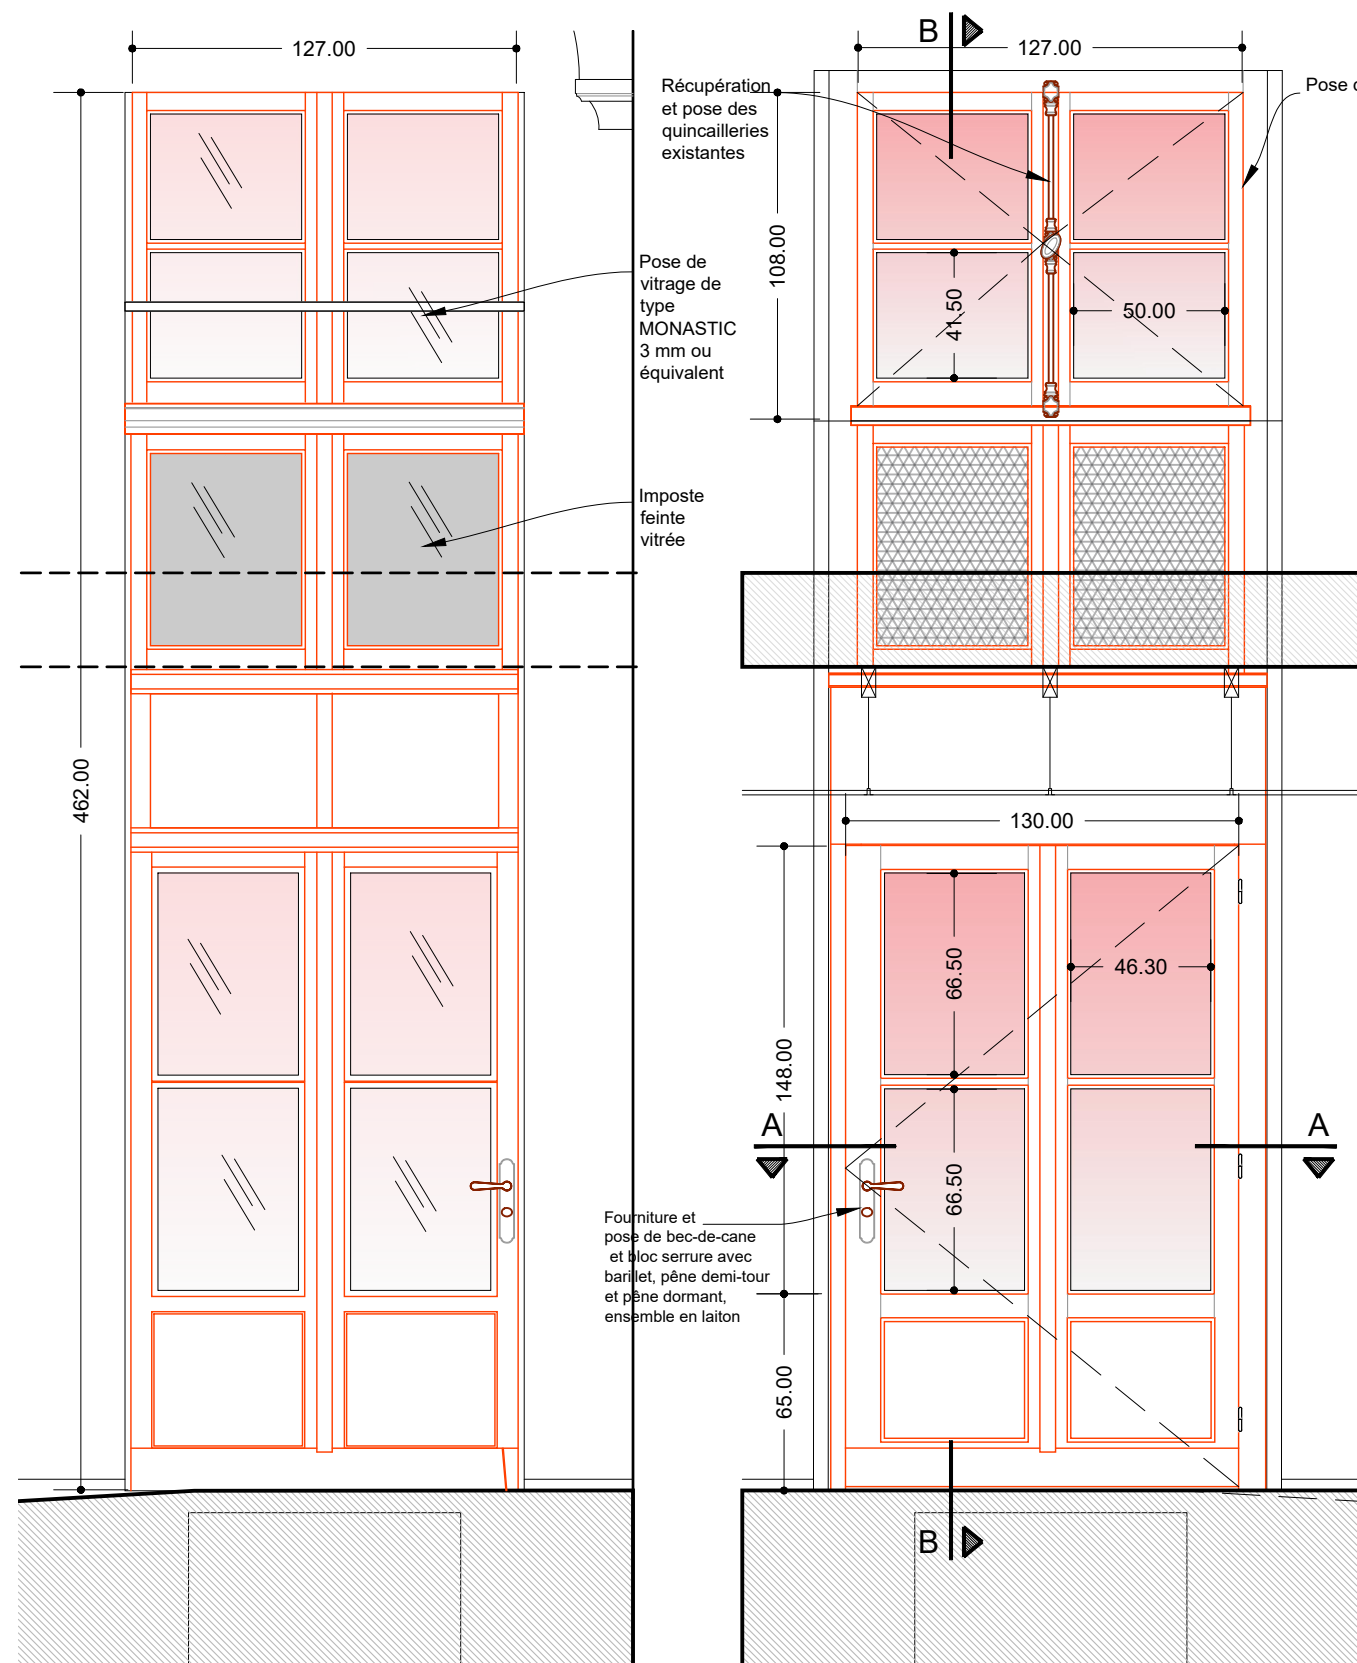 127.00
B
127.00
Récupération
et pose des
quincailleries
existantes
Pose
108.00
41.50
50.00
Pose de
vitrage de
type
MONASTIC
3 mm ou
équivalent
Imposte
feinte
vitrée
462.00
130.00
66.50
46.30
148.00
A
A
66.50
Fourniture et
pose de bec-de-cane
et bloc serrure avec
barillet, pêne demi-tour
et pêne dormant,
ensemble en laiton
65.00
B